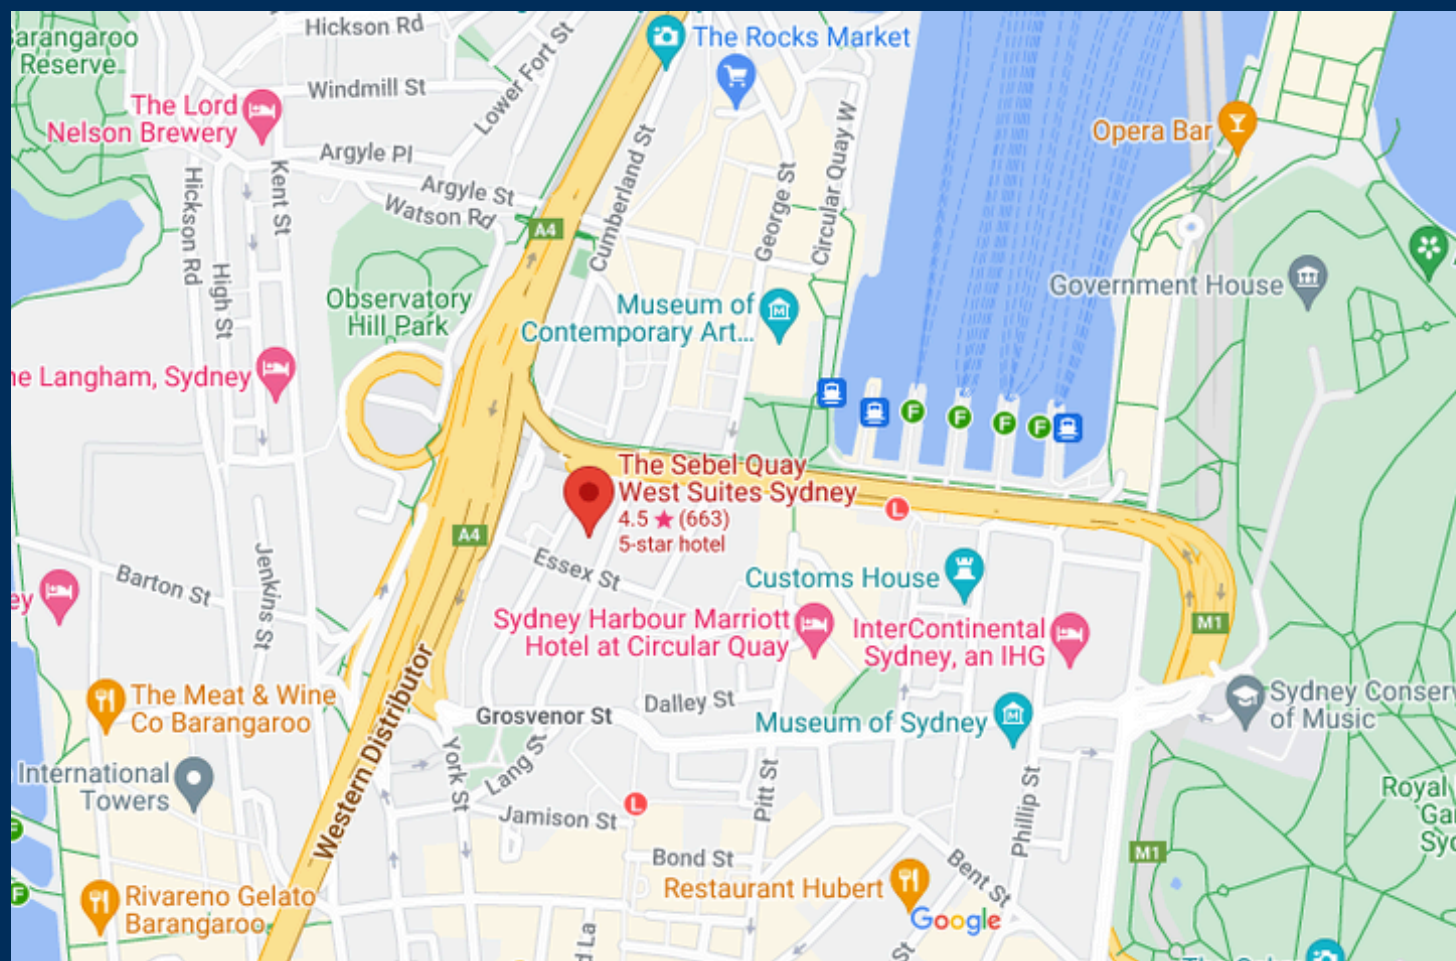 Hickson Rd
The Rocks Market
Barangaroo
Reserve
Lower Fort St
Windmill St
The Lord
Nelson Brewery
Opera Bar
Argyle Pl
Kent St
Hickson Rd
Argyle St
Watson Rd
Cumberland St
George St
Circular Quay W
A4
High St
Observatory
Hill Park
Museum of
Contemporary Art...
Government House
ne Langham, Sydney
F
F
F
F
The Sebel Quay
West Suites Sydney
4.5 ★ (663)
5-star hotel
L
A4
Essex St
Customs House
Barton St
Jenkins St
ey
Sydney Harbour Marriott
Hotel at Circular Quay
InterContinental
Sydney, an IHG
M1
The Meat & Wine
Co Barangaroo
Western Distributor
Grosvenor St
Dalley St
Museum of Sydney
Sydney Conser
of Music
International
Towers
York St
Lang St
Jamison St
L
Pitt St
Phillip St
Royal
Ga
Syd
F
Bond St
M1
Bent St
Restaurant Hubert
Rivareno Gelato
Barangaroo
F
Google
d La
St